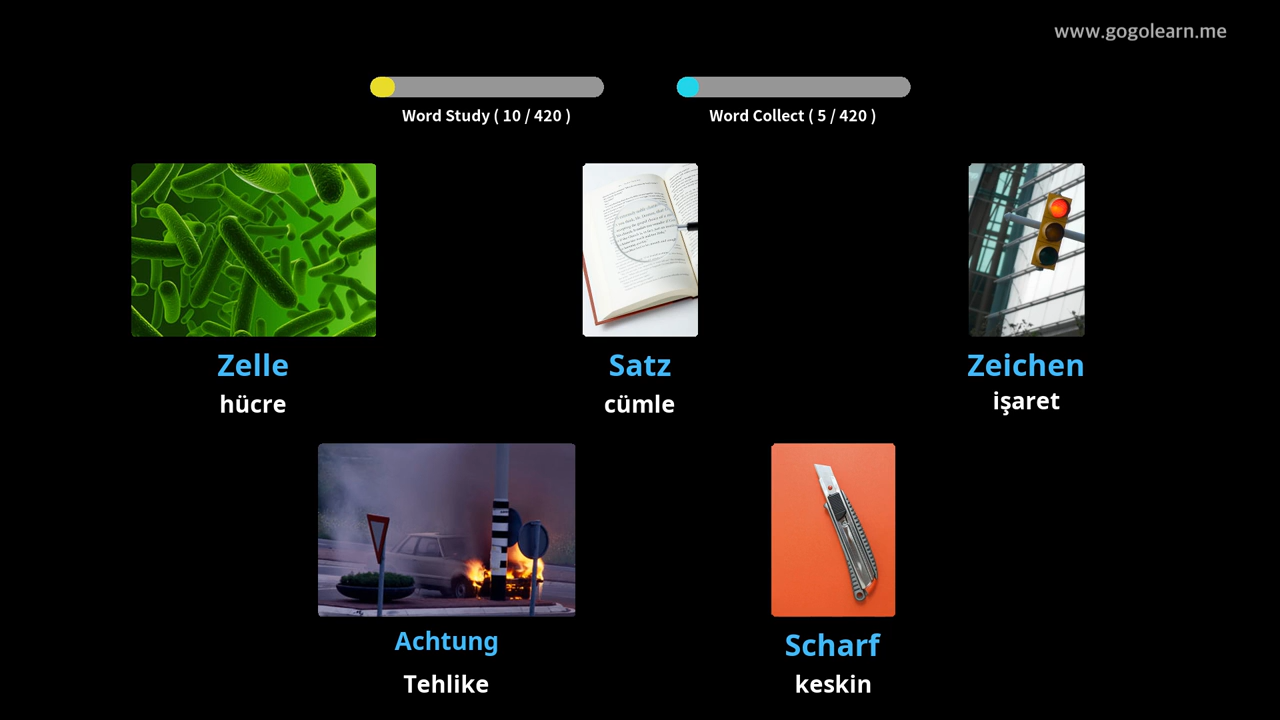 www.gogolearn.me
Word Study ( 10 / 420 )
Word Collect ( 5 / 420 )
Zelle
hücre
Satz
cümle
Zeichen
işaret
Achtung
Tehlike
Scharf
keskin